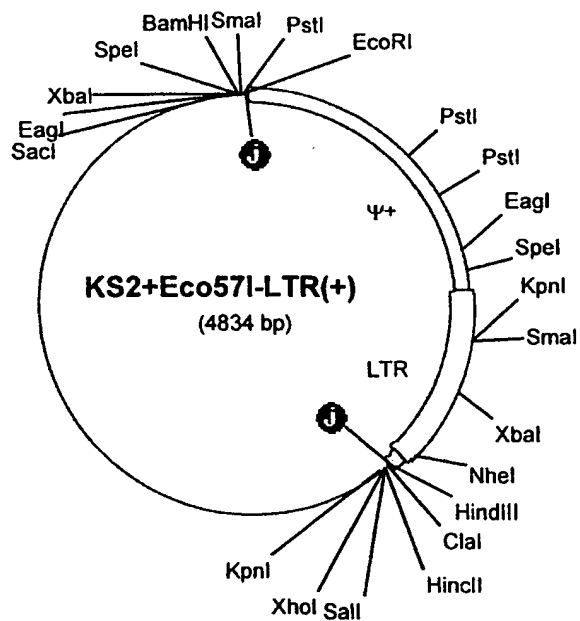 BamHI
SmaI
PstI
EcoRI
SpeI
XbaI
EagI
SacI
j
PstI
PstI
EagI
SpeI
KpnI
SmaI
XbaI
NheI
HindIII
ClaI
HincII
SalI
XhoI
KpnI
j
Ψ+
KS2+Eco57I-LTR(+)
(4834 bp)
LTR